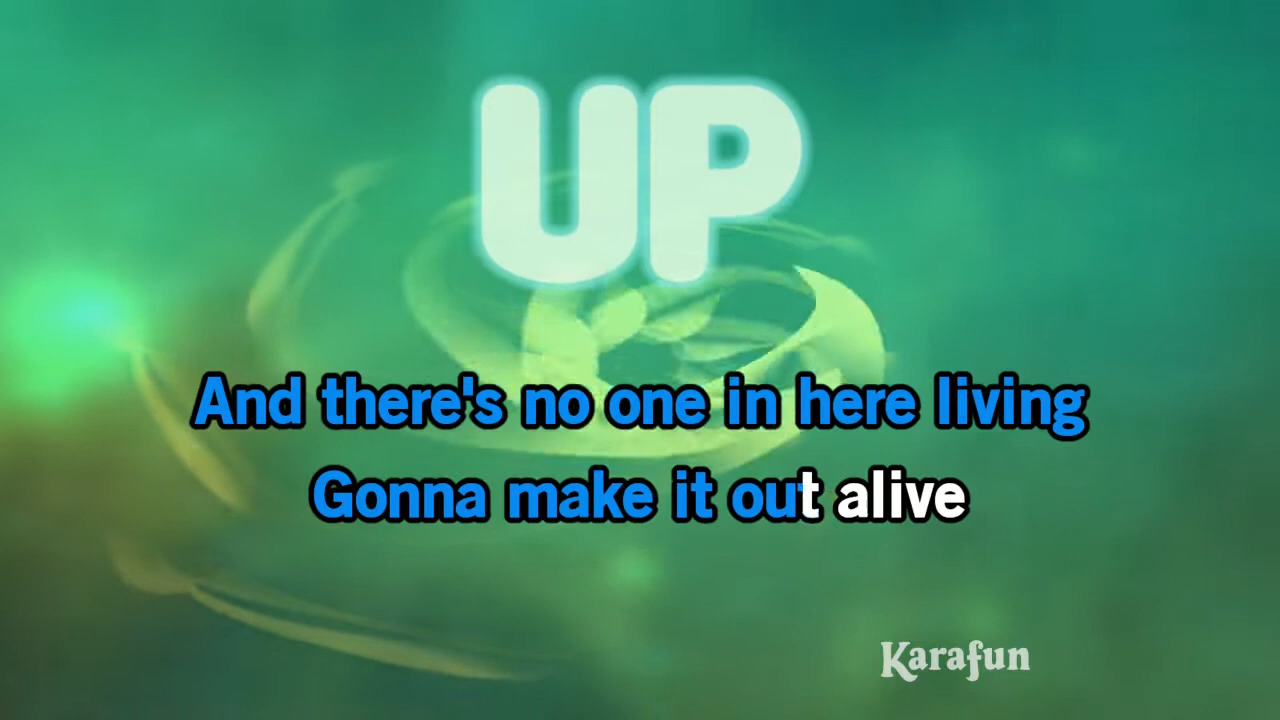 UP
And there's no one in here living
Gonna make it out alive
Karafun